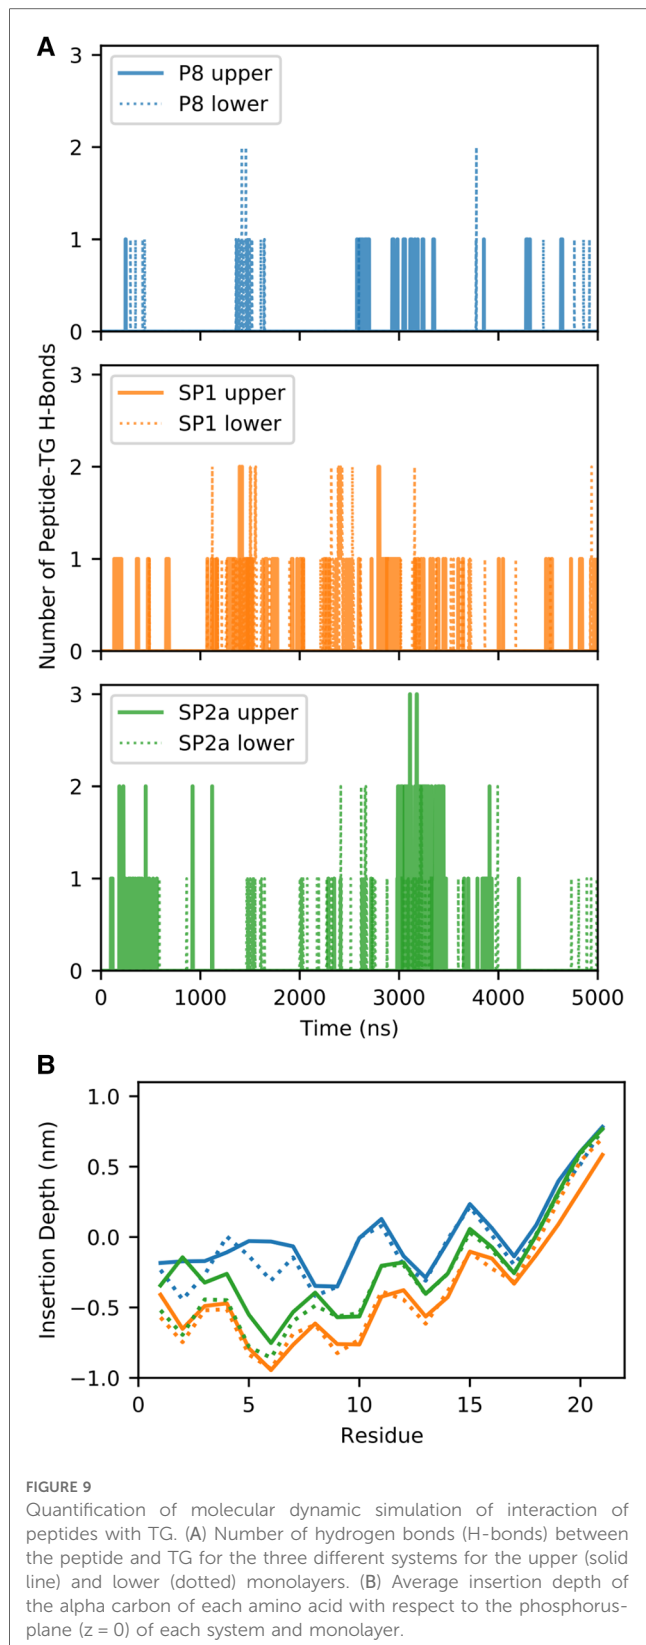 A
3
P8 upper
P8 lower
2
1
0
3
SP1 upper
SP1 lower
2
1
0
Number of Peptide-TG H-Bonds
3
SP2a upper
SP2a lower
2
1
0
0 1000 2000 3000 4000 5000
Time (ns)
B
1.0
0.5
0.0
−0.5
−1.0
Insertion Depth (nm)
0 5 10 15 20
Residue
FIGURE 9
Quantification of molecular dynamic simulation of interaction of
peptides with TG. (A) Number of hydrogen bonds (H-bonds) between
the peptide and TG for the three different systems for the upper (solid
line) and lower (dotted) monolayers. (B) Average insertion depth of
the alpha carbon of each amino acid with respect to the phosphorus-
plane (z = 0) of each system and monolayer.